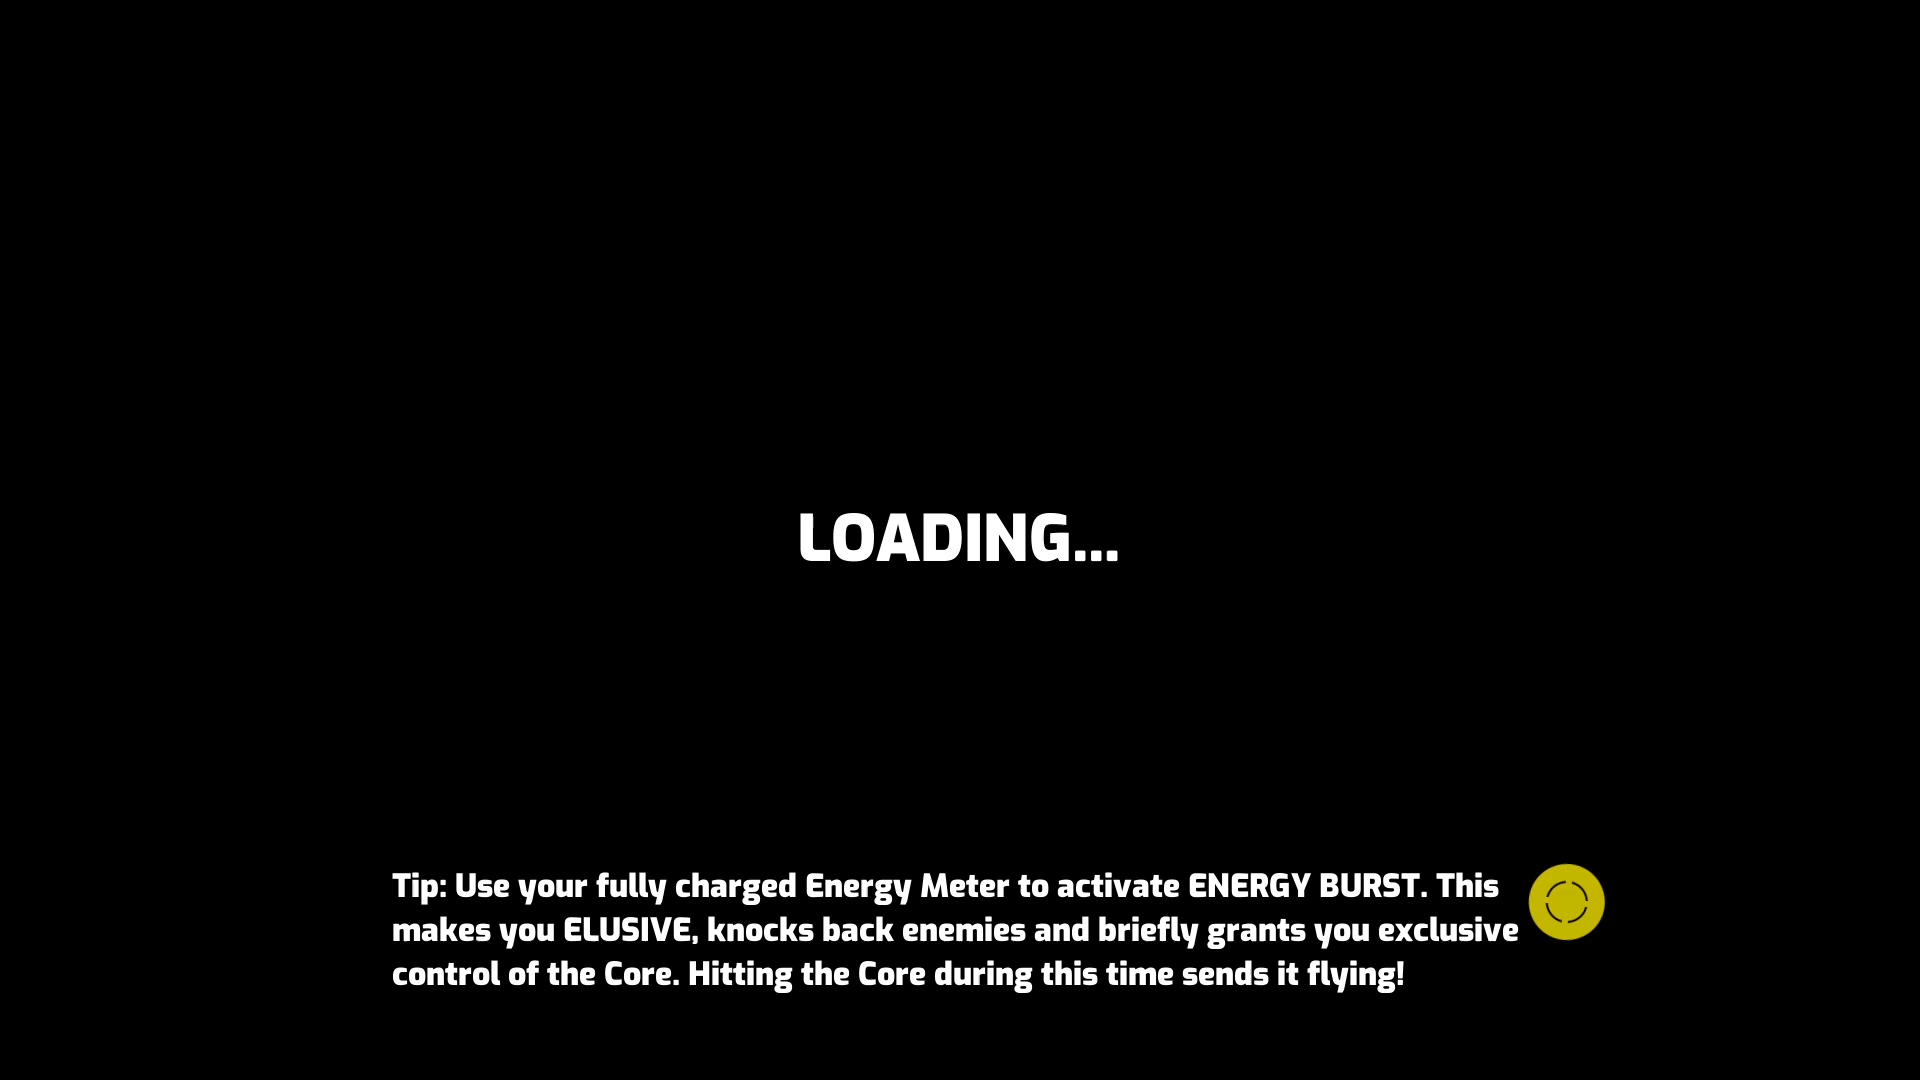 LOADING...
Tip: Use your fully charged Energy Meter to activate ENERGY BURST. This
makes you ELUSIVE, knocks back enemies and briefly grants you exclusive
control of the Core. Hitting the Core during this time sends it flying!